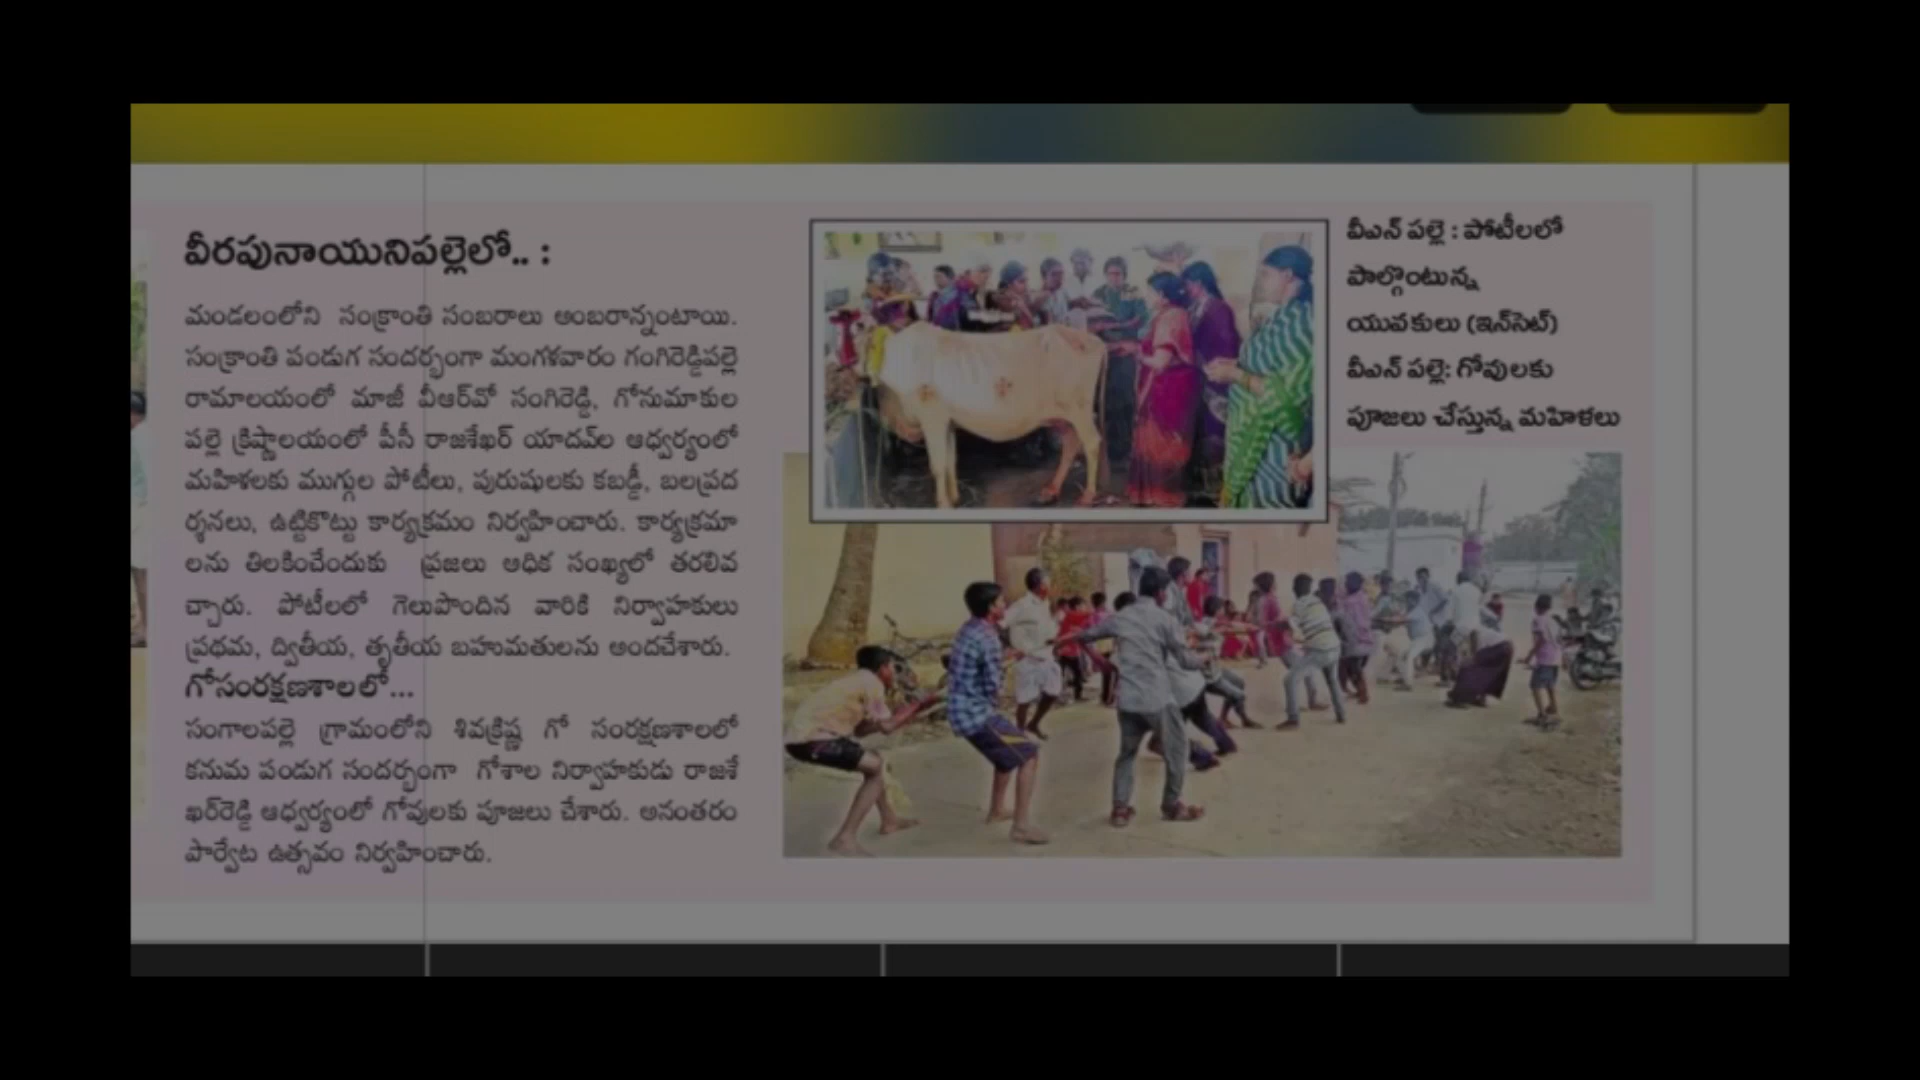 వీరపునాయునిపల్లెలో.. :
మండలంలోని సంక్రాంతి సంబరాలు అంబరాన్నంటాయి.
సంక్రాంతి పండుగ సందర్భంగా మంగళవారం గంగిరెడ్డిపల్లె
రామాలయంలో మాజీ వీఆర్‌వో సంగిరెడ్డి, గోనుమాకుల
పల్లె క్రిష్ణాలయంలో పీసీ రాజశేఖర్ యాదవ్‌ల ఆధ్వర్యంలో
మహిళలకు ముగ్గుల పోటీలు, పురుషులకు కబడ్డీ, బలప్రద
ర్శనలు, ఉట్టికొట్టు కార్యక్రమం నిర్వహించారు. కార్యక్రమా
లను తిలకించేందుకు ప్రజలు అధిక సంఖ్యలో తరలివ
చ్చారు. పోటీలలో గెలుపొందిన వారికి నిర్వాహకులు
ప్రథమ, ద్వితీయ, తృతీయ బహుమతులను అందచేశారు.
గోసంరక్షణశాలలో...
సంగాలపల్లె గ్రామంలోని శివక్రిష్ణ గో సంరక్షణశాలలో
కనుమ పండుగ సందర్భంగా గోశాల నిర్వాహకుడు రాజశే
ఖర్‌రెడ్డి ఆధ్వర్యంలో గోవులకు పూజలు చేశారు. అనంతరం
పార్వేట ఉత్సవం నిర్వహించారు.
వీఎన్ పల్లె : పోటీలలో
పాల్గొంటున్న
యువకులు (ఇన్‌సెట్)
వీఎన్ పల్లె: గోవులకు
పూజలు చేస్తున్న మహిళలు